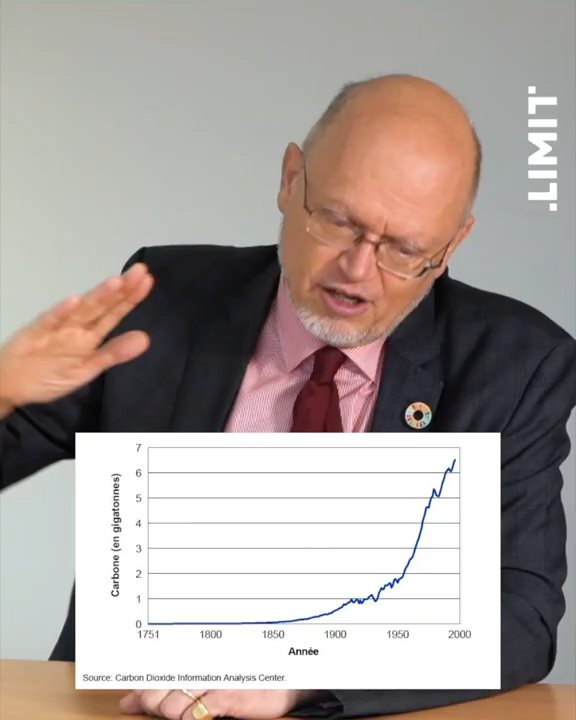 .LIMIT.
Carbone (en gigatonnes)
7
6
5
4
3
2
1
0
1751 1800 1850 1900 1950 2000
Année
Source: Carbon Dioxide Information Analysis Center.